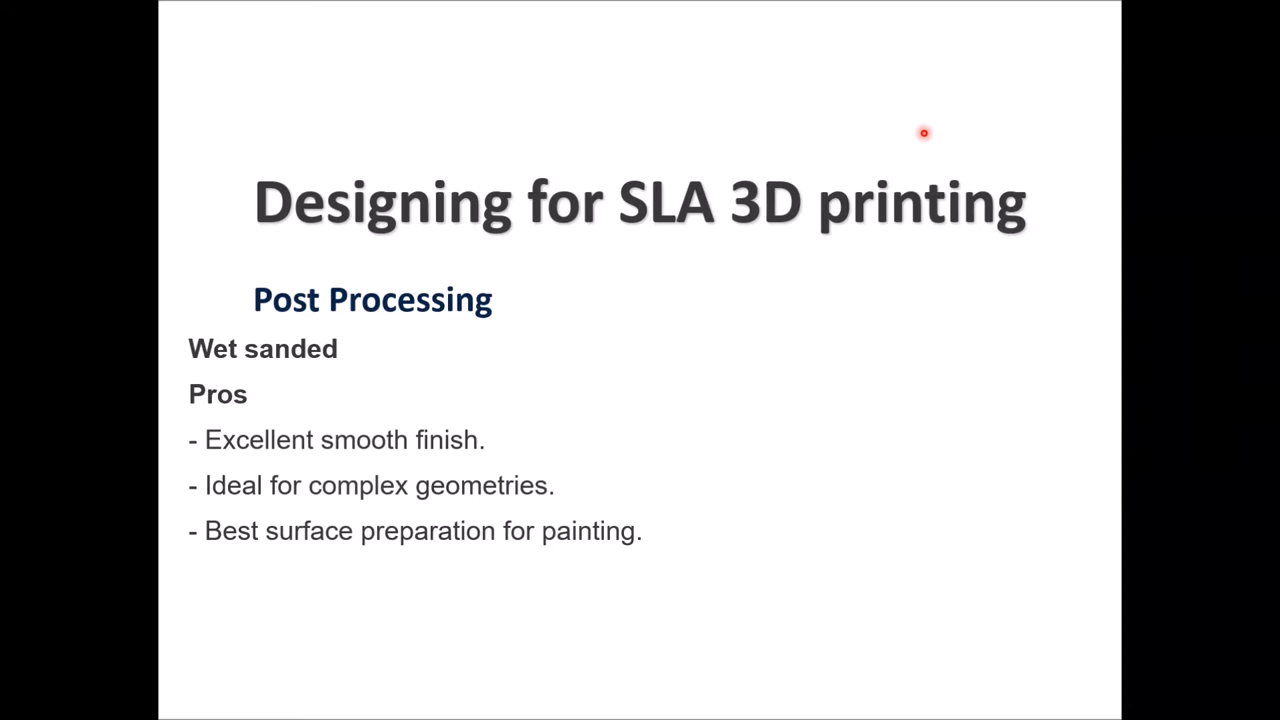 Designing for SLA 3D printing
Post Processing
Wet sanded
Pros
- Excellent smooth finish.
- Ideal for complex geometries.
- Best surface preparation for painting.